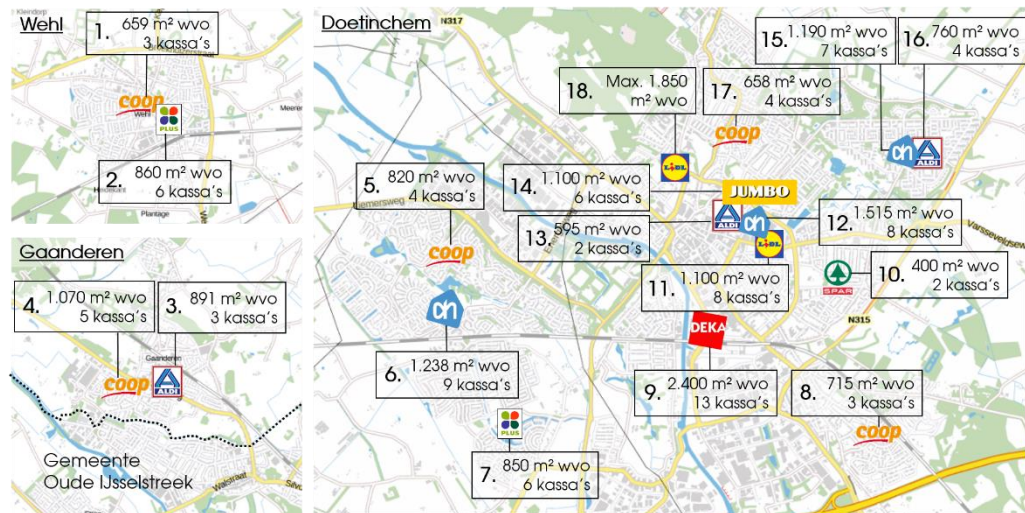 Wehl
1. 659 m² wvo
3 kassa's
coop
Wehl
PLUS
2. 860 m² wvo
6 kassa's
Plantage
Gaanderen
4. 1.070 m² wvo
5 kassa's
3. 891 m² wvo
3 kassa's
Gaanderen
coop
ALDI
Gemeente
Oude IJsselstreek
Walstraat
Doetinchem
N317
15. 1.190 m² wvo
7 kassa's
16. 760 m² wvo
4 kassa's
18. Max. 1.850
m² wvo
17. 658 m² wvo
4 kassa's
coop
ah
ALDI
LIDL
5. 820 m² wvo
4 kassa's
14. 1.100 m² wvo
6 kassa's
JUMBO
13. 595 m² wvo
2 kassa's
ALDI
ah
LIDL
12. 1.515 m² wvo
8 kassa's
coop
11. 1.100 m² wvo
8 kassa's
SPAR
10. 400 m² wvo
2 kassa's
ah
DEKA
N315
6. 1.238 m² wvo
9 kassa's
9. 2.400 m² wvo
13 kassa's
8. 715 m² wvo
3 kassa's
PLUS
coop
7. 850 m² wvo
6 kassa's